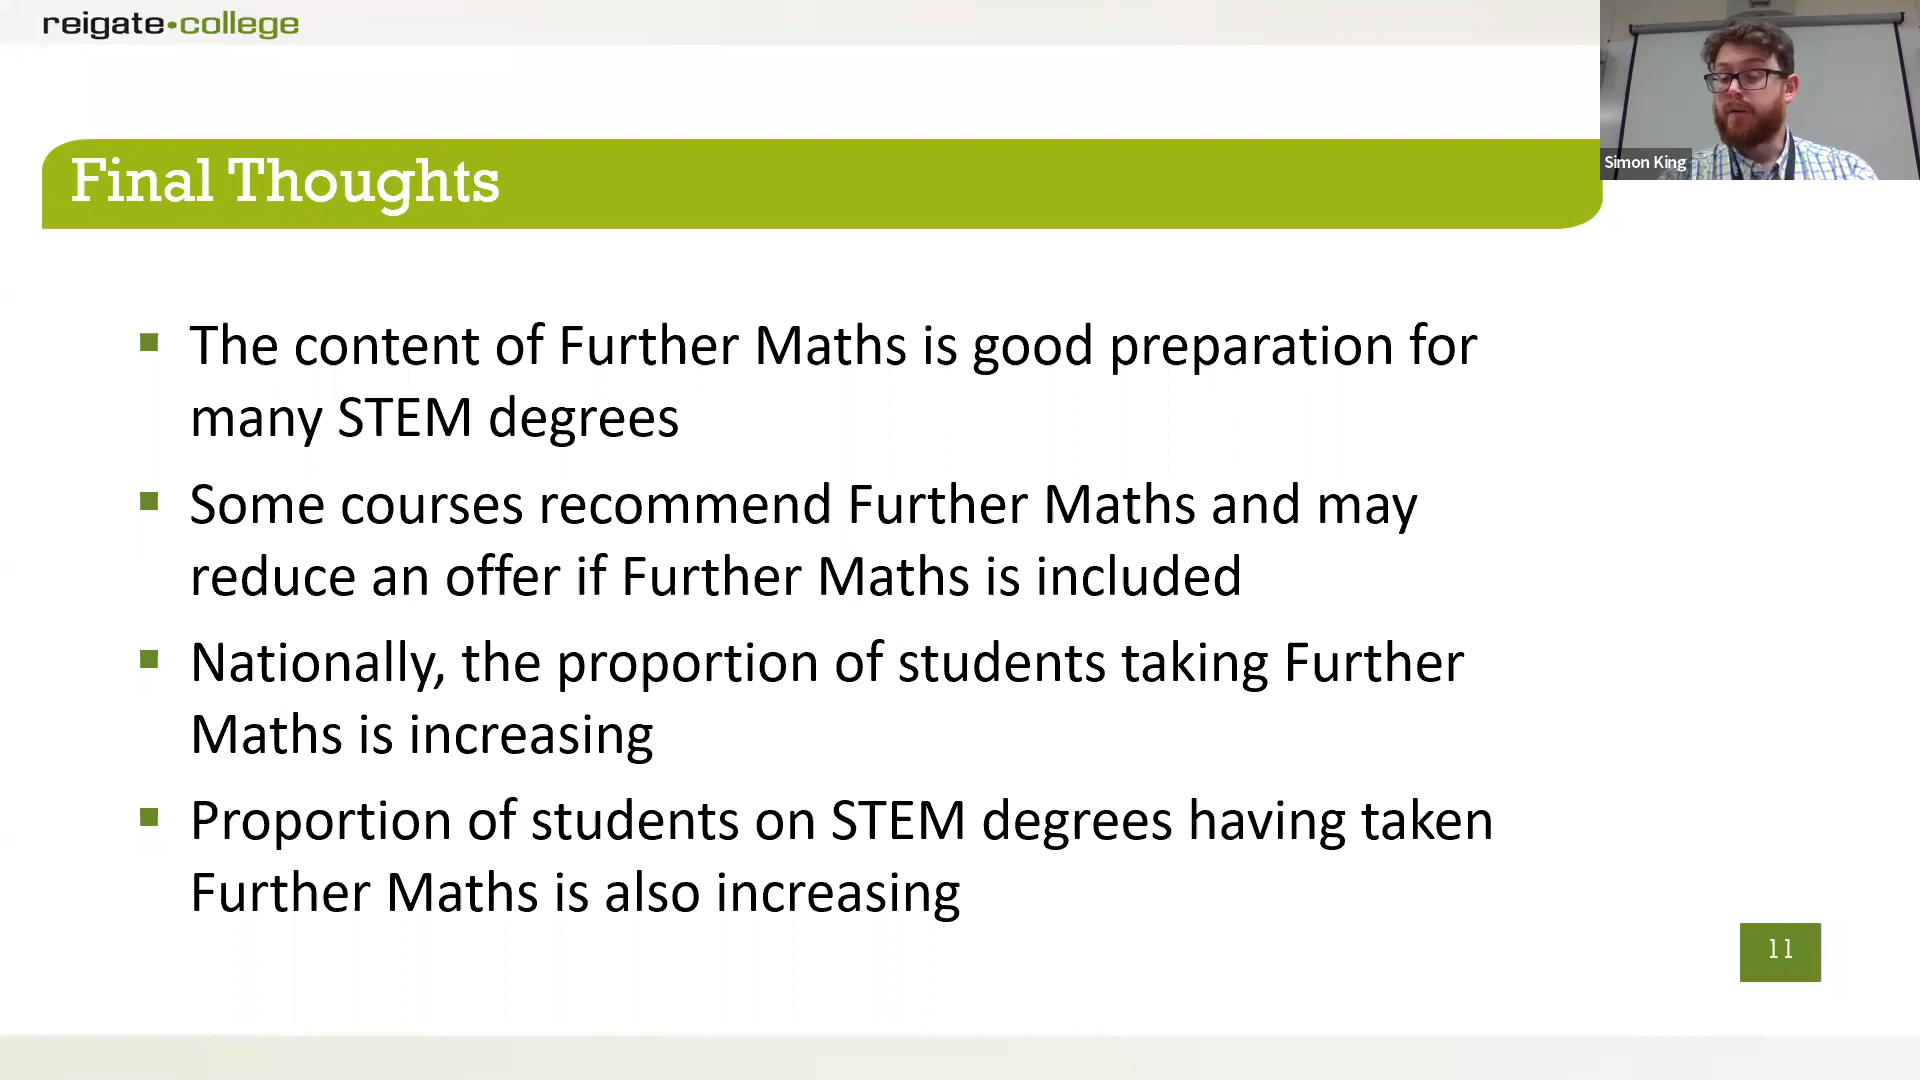 reigate•college
Simon King
Final Thoughts
▪ The content of Further Maths is good preparation for
many STEM degrees
▪ Some courses recommend Further Maths and may
reduce an offer if Further Maths is included
▪ Nationally, the proportion of students taking Further
Maths is increasing
▪ Proportion of students on STEM degrees having taken
Further Maths is also increasing
11